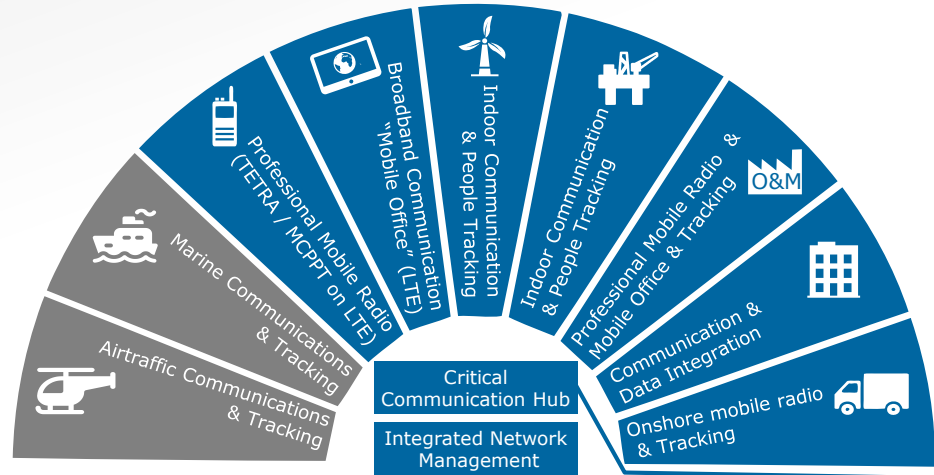 Airtraffic Communications
& Tracking
Marine Communications
& Tracking
Professional Mobile Radio
(TETRA / MCPPT on LTE)
Broadband Communication
"Mobile Office" (LTE)
Indoor Communication
& People Tracking
Indoor Communication
& People Tracking
Professional Mobile Radio &
Mobile Office & Tracking
O&M
Communication &
Data Integration
Onshore mobile radio
& Tracking
Critical
Communication Hub
Integrated Network
Management